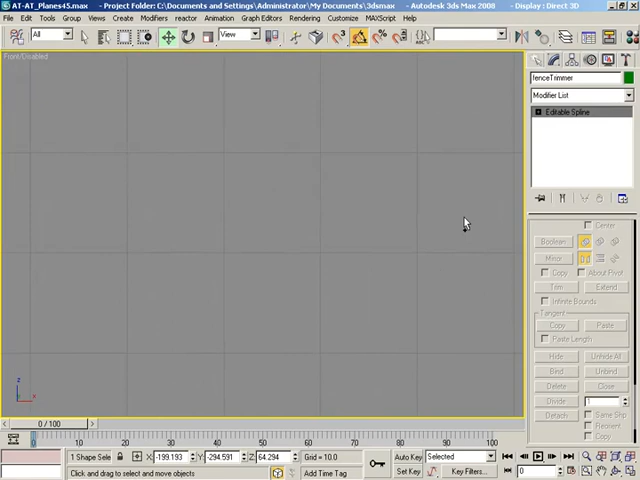 AT-AT_Planes45.max - Project Folder: C:\Documents and Settings\Administrator\My Documents\3dsmax - Autodesk 3ds Max 2008 - Display: Direct 3D
File Edit Tools Group Views Create Modifiers reactor Animation Graph Editors Rendering Customize MAXScript Help
All View
Front/Disabled
fenceTrimmer
Modifier List
Editable Spline
Center
Boolean
Mirror
Copy About Pivot
Trim Extend
Infinite Bounds
Tangent
Copy Paste
Paste Length
Hide Unhide All
Bind Unbind
Delete Close
Divide 1
Detach Same Shp
Reorient
Copy
z
x
0 / 100
0 10 20 30 40 50 60 70 80 90 100
1 Shape Sele X: -199.193 Y: -294.591 Z: 64.294 Grid = 10.0 Auto Key Selected
Click and drag to select and move objects Add Time Tag Set Key Key Filters... 0